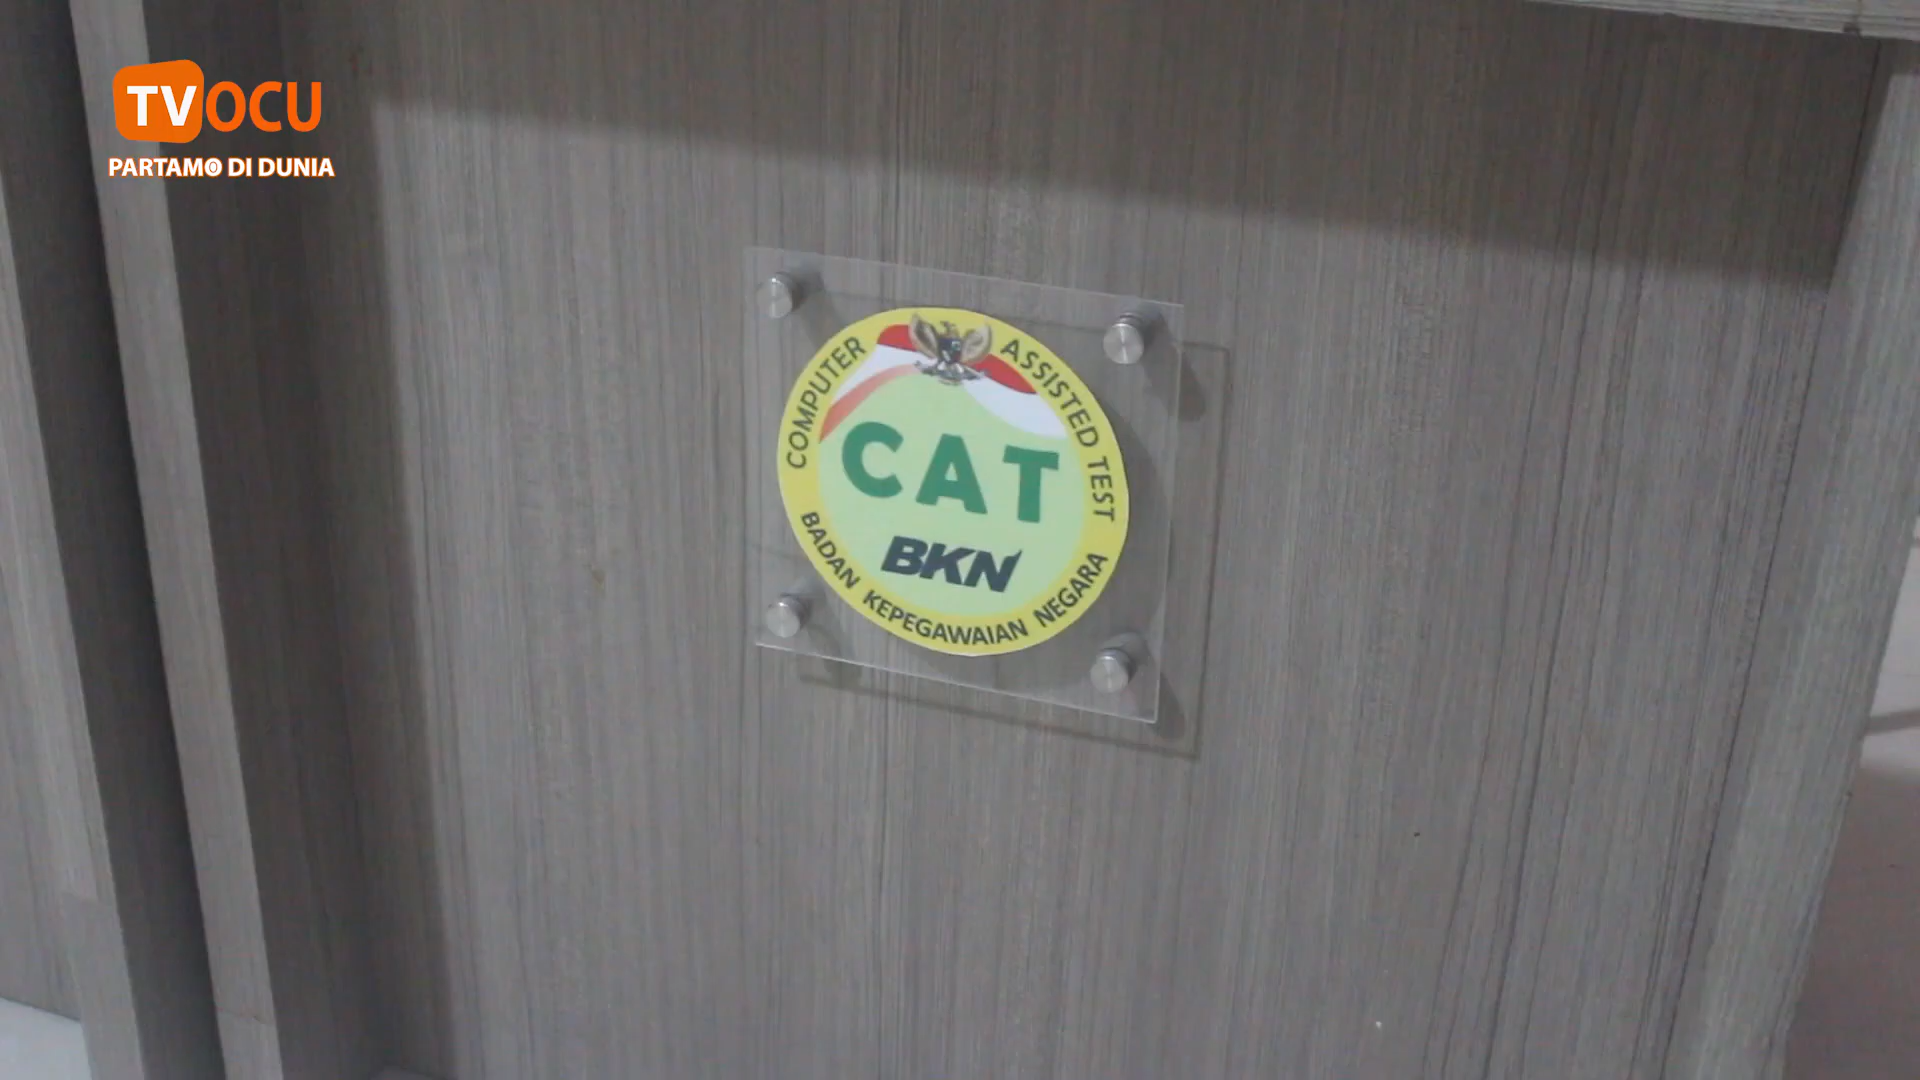 TVOCU
PARTAMO DI DUNIA
COMPUTER ASSISTED TEST
CAT
BKN
BADAN KEPEGAWAIAN NEGARA